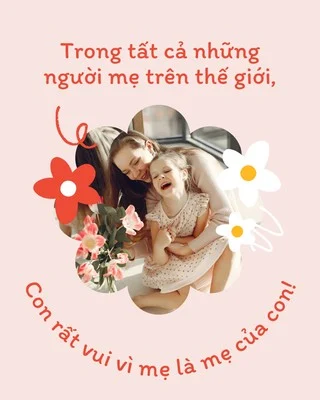 Trong tất cả những
người mẹ trên thế giới,
Con rất vui vì mẹ là mẹ của con!